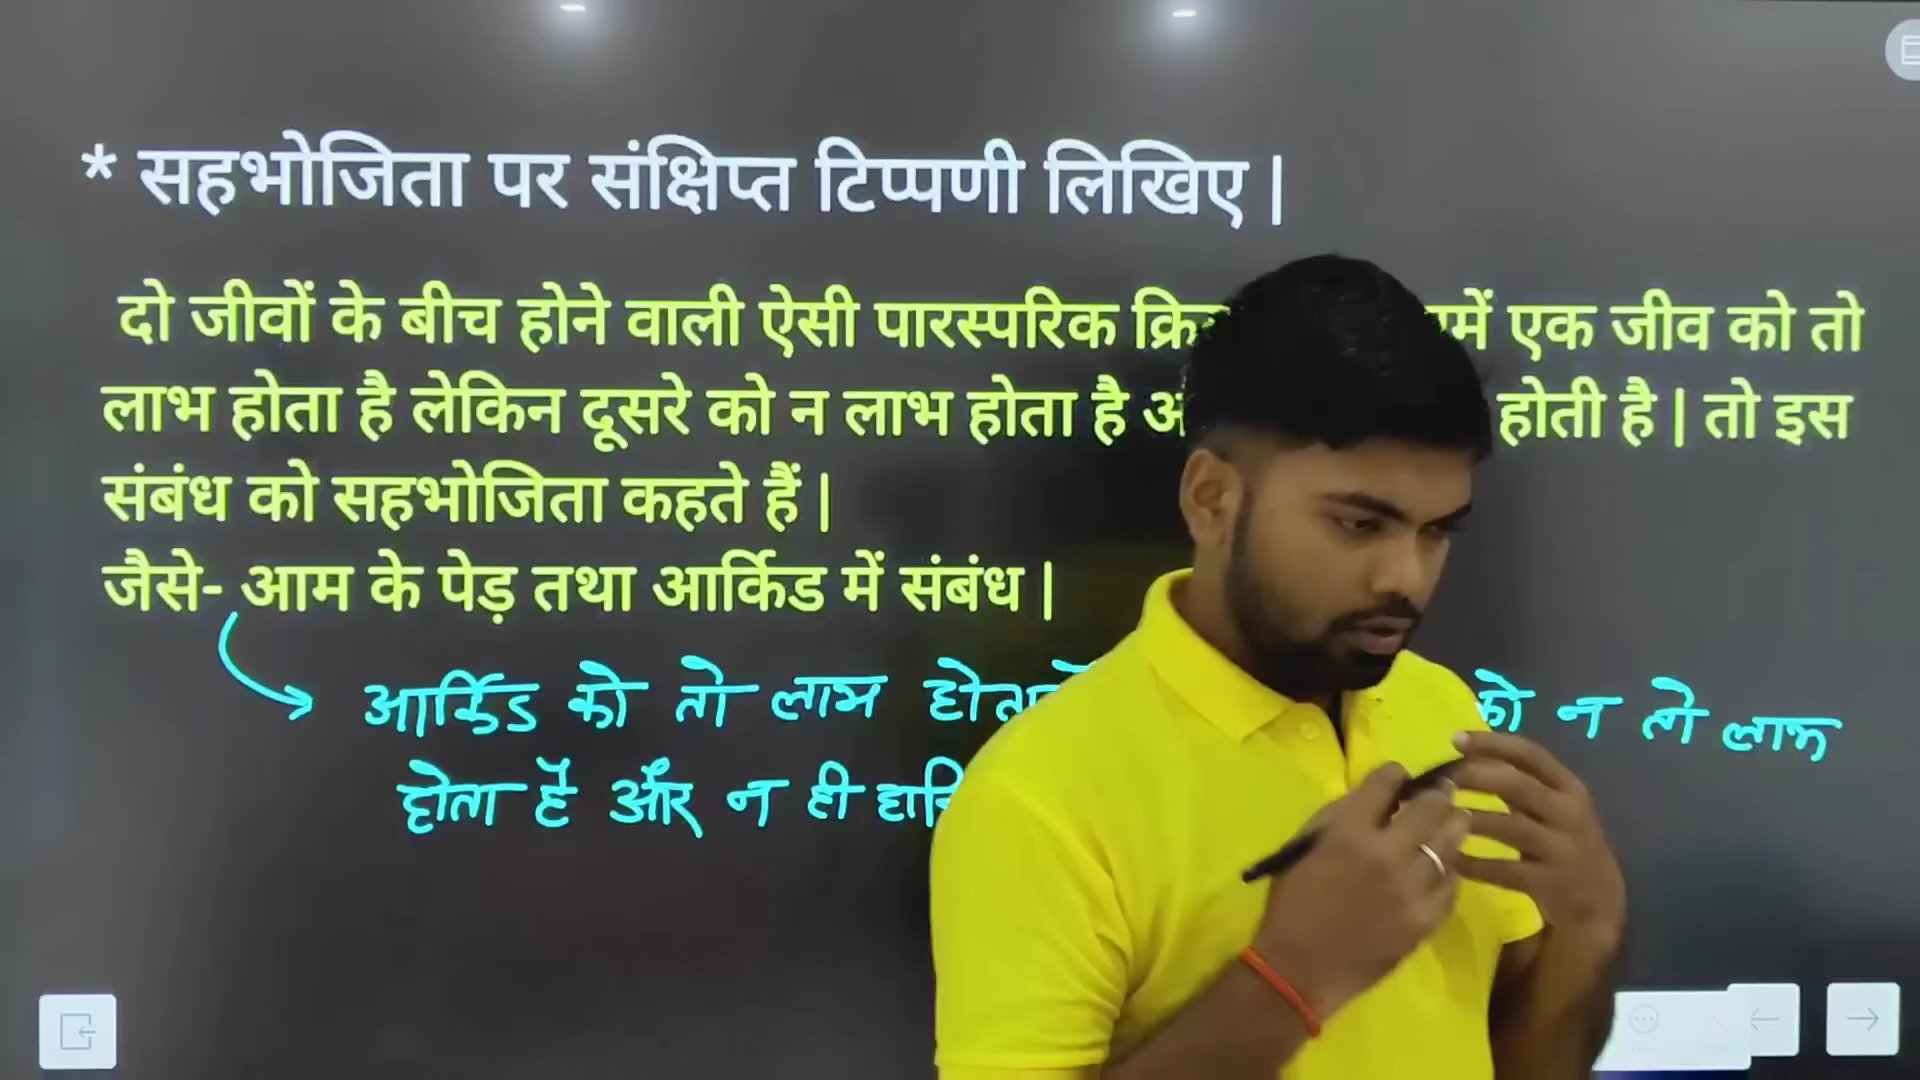 * सहभोजिता पर संक्षिप्त टिप्पणी लिखिए |
दो जीवों के बीच होने वाली ऐसी पारस्परिक एक जीव को तो
लाभ होता है लेकिन दूसरे को न लाभ होता है होती है | तो इस
संबंध को सहभोजिता कहते हैं |
जैसे- आम के पेड़ तथा आर्किड में संबंध |
आर्किड को तो लाभ को न तो लाभ
होता है और न ही